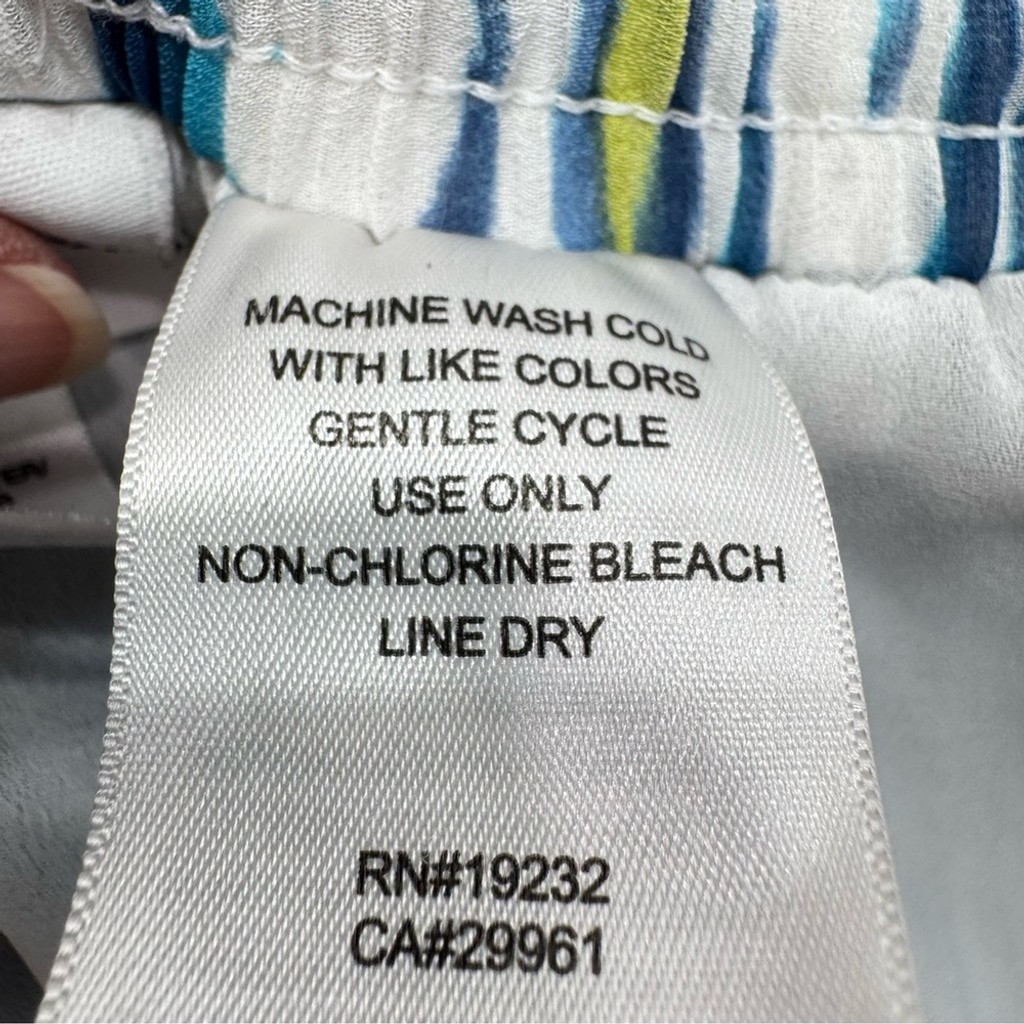 MACHINE WASH COLD
WITH LIKE COLORS
GENTLE CYCLE
USE ONLY
NON-CHLORINE BLEACH
LINE DRY
RN#19232
CA#29961